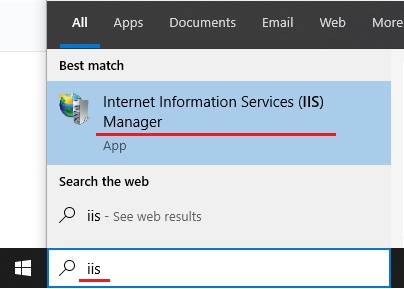 All Apps Documents Email Web More
Best match
Internet Information Services (IIS)
Manager
App
Search the web
iis - See web results
iis